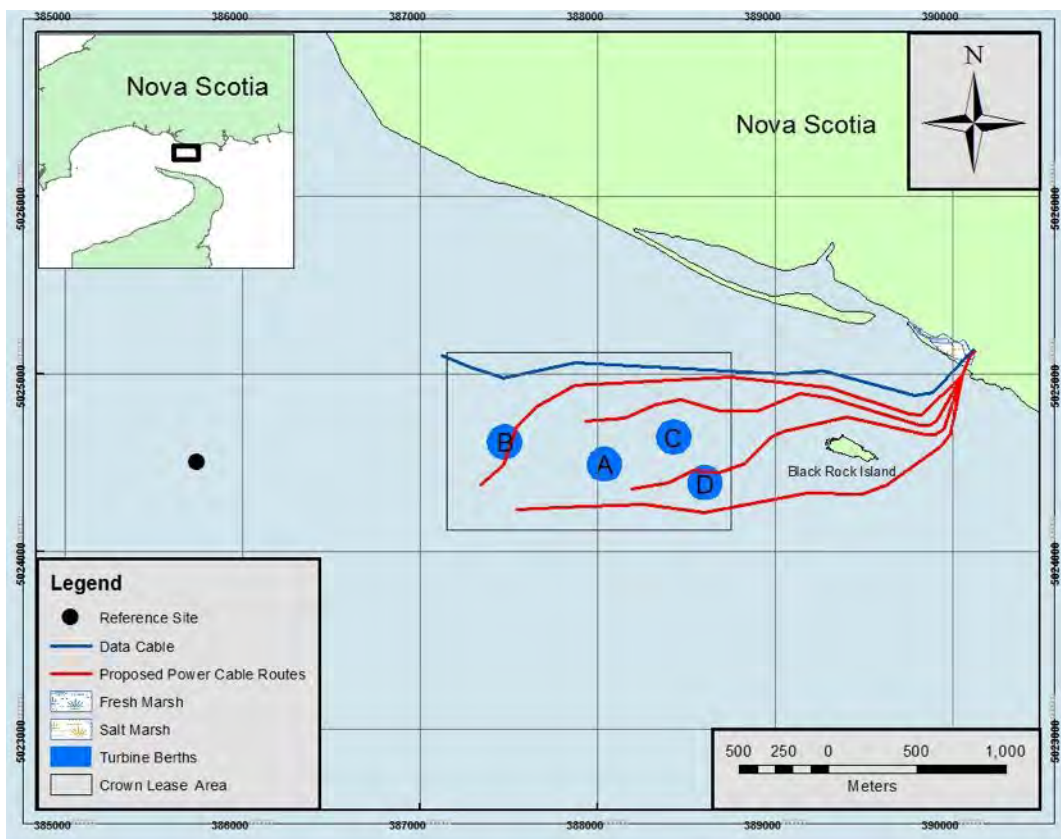 385000 386000 387000 388000 389000 390000
Nova Scotia
Nova Scotia
N
5026000 5026000
5025000 5025000
B
C
A
D
Black Rock Island
5024000 5024000
Legend
Reference Site
Data Cable
Proposed Power Cable Routes
Fresh Marsh
Salt Marsh
Turbine Berths
Crown Lease Area
5023000 5023000
500 250 0 500 1,000
Meters
385000 386000 387000 388000 389000 390000